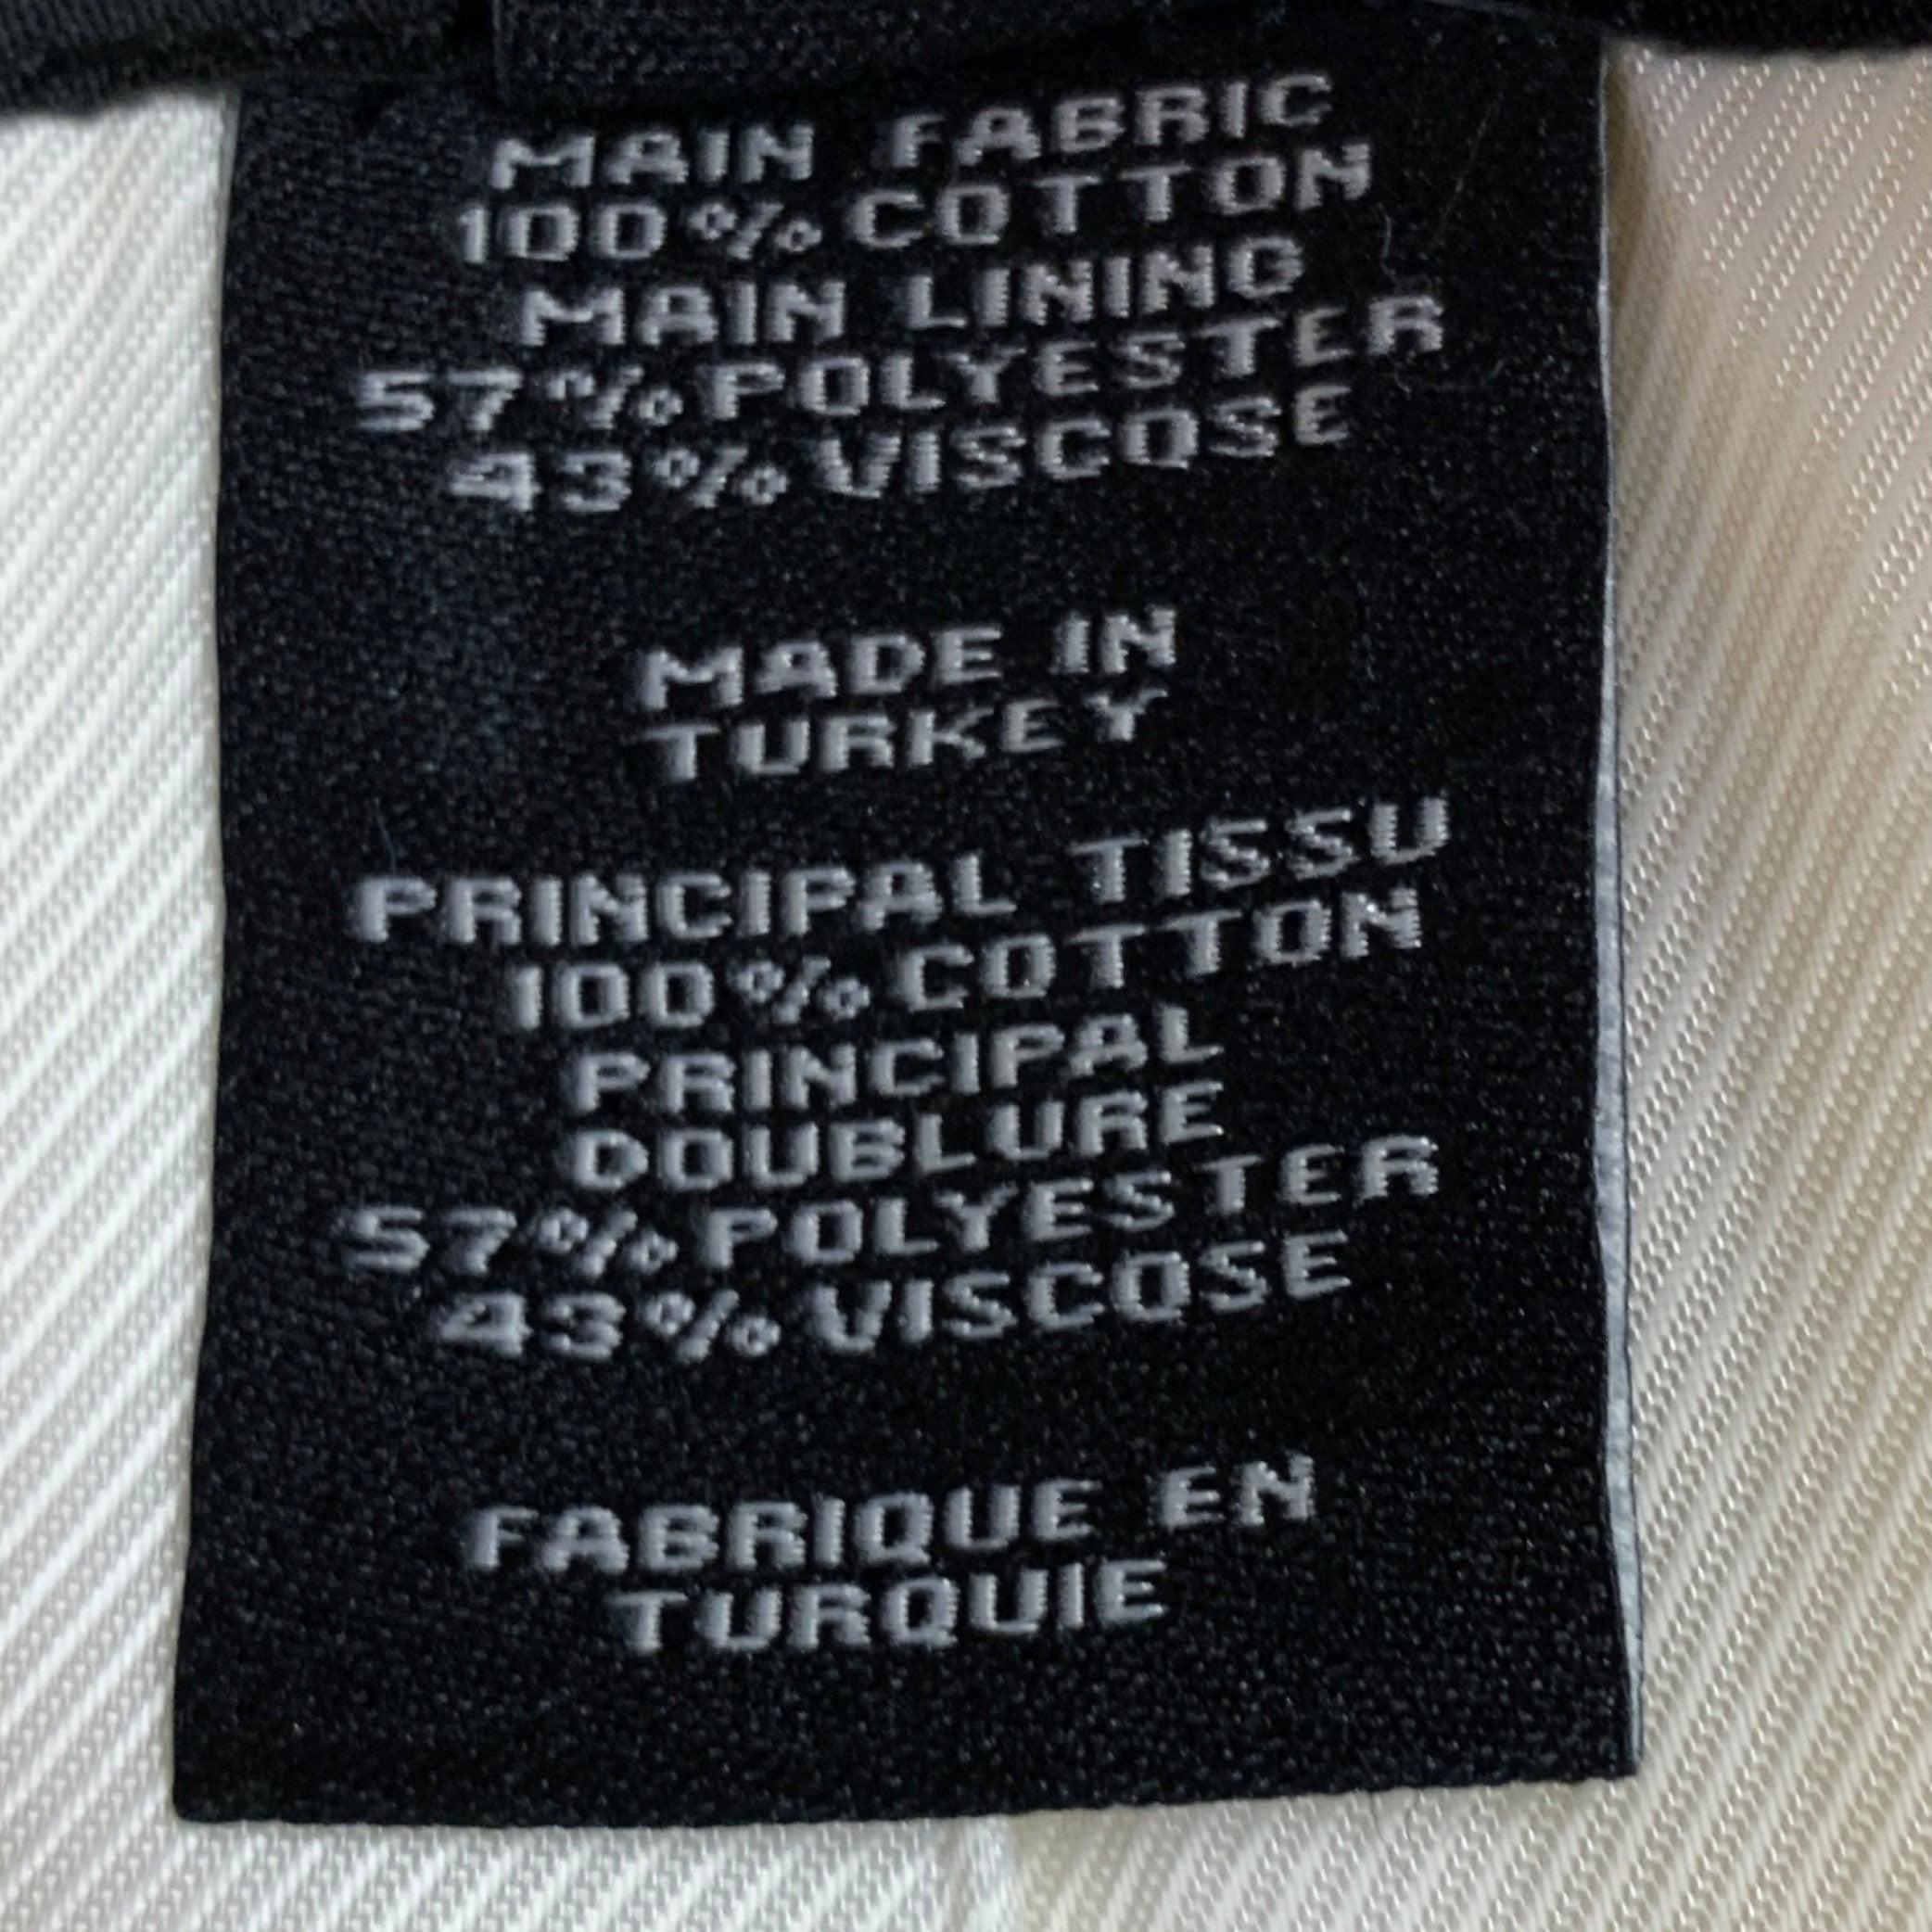 MAIN FABRIC
100% COTTON
MAIN LINING
57% POLYESTER
43% VISCOSE
MADE IN
TURKEY
PRINCIPAL TISSU
100% COTTON
PRINCIPAL
DOUBLURE
57% POLYESTER
43% VISCOSE
FABRIQUE EN
TURQUIE